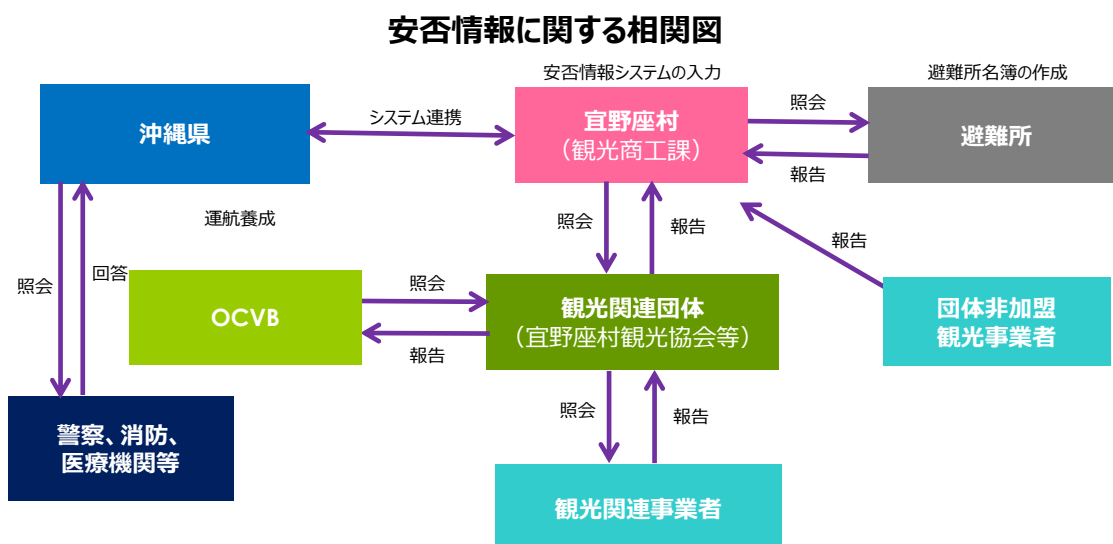 安否情報に関する相関図
安否情報システムの入力
避難所名簿の作成
沖縄県
システム連携
宜野座村
（観光商工課）
照会
報告
避難所
運航養成
照会
回答
照会
報告
報告
OCVB
照会
報告
観光関連団体
（宜野座村観光協会等）
団体非加盟
観光事業者
警察、消防、
医療機関等
照会
報告
観光関連事業者